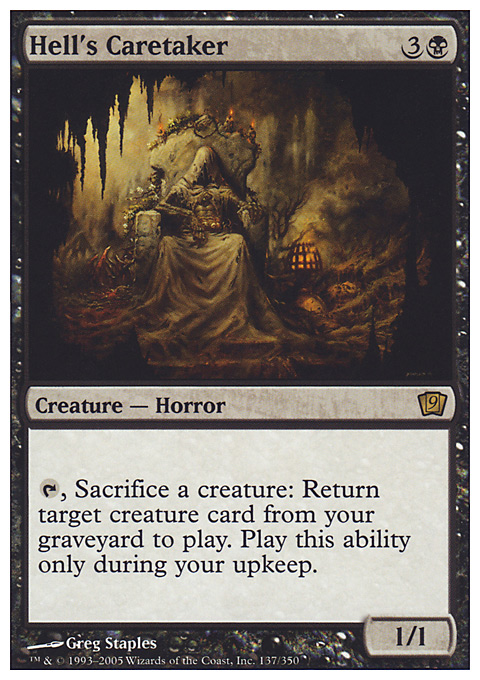 Hell's Caretaker 3
Creature — Horror 9
, Sacrifice a creature: Return
target creature card from your
graveyard to play. Play this ability
only during your upkeep.
Greg Staples
1/1
™ & © 1993–2005 Wizards of the Coast, Inc. 137/350